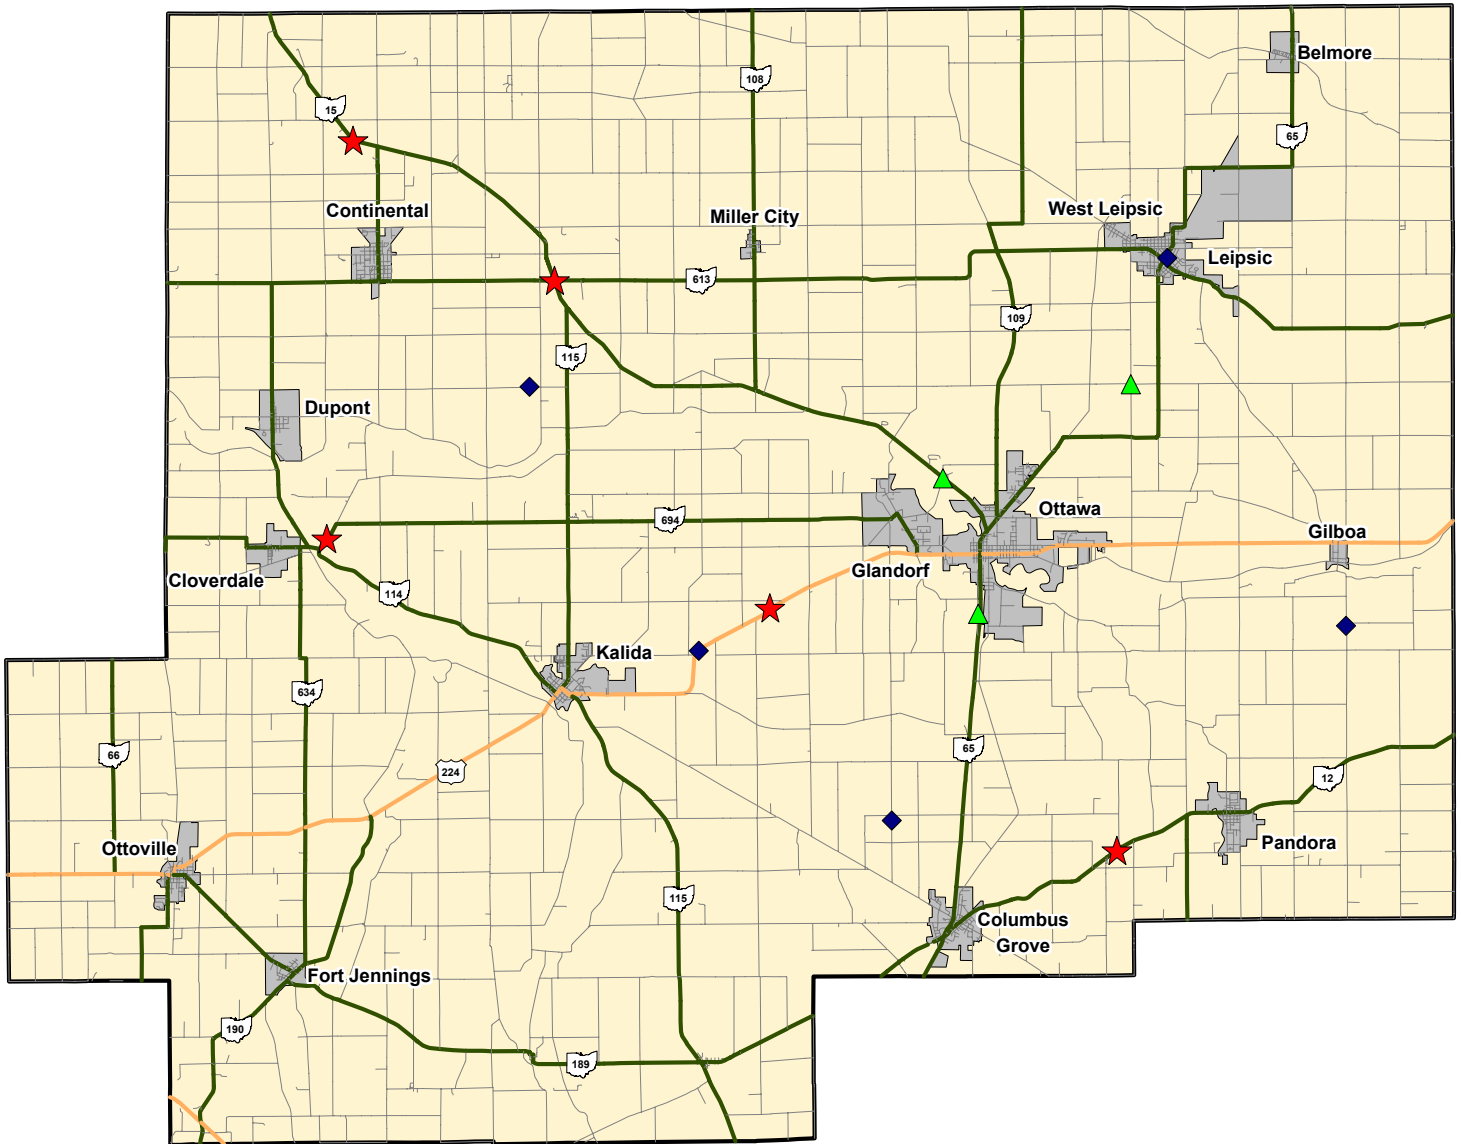 Belmore
108
15
65
Continental
Miller City
West Leipsic
Leipsic
613
109
115
Dupont
Ottawa
694
Gilboa
Glandorf
Cloverdale
114
Kalida
634
65
66
224
12
Ottoville
Pandora
115
Columbus
Grove
Fort Jennings
190
189